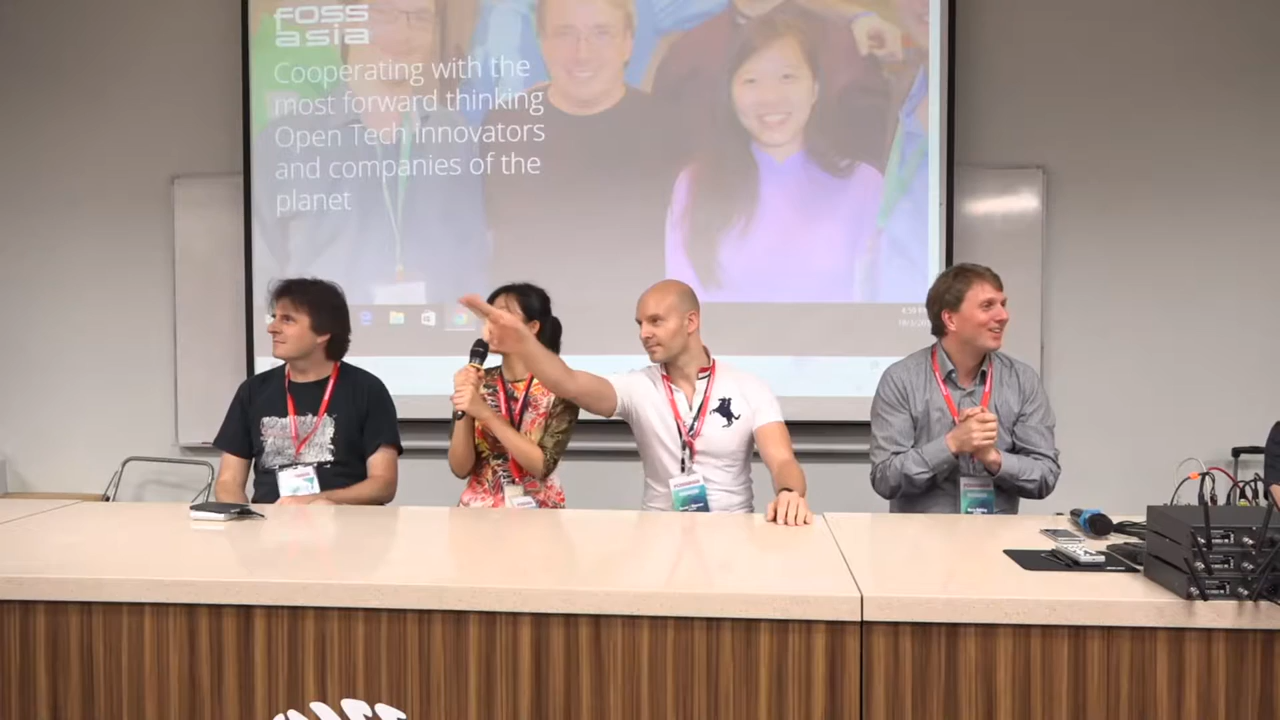 FOSS
asia
Cooperating with the
most forward thinking
Open Tech innovators
and companies of the
planet